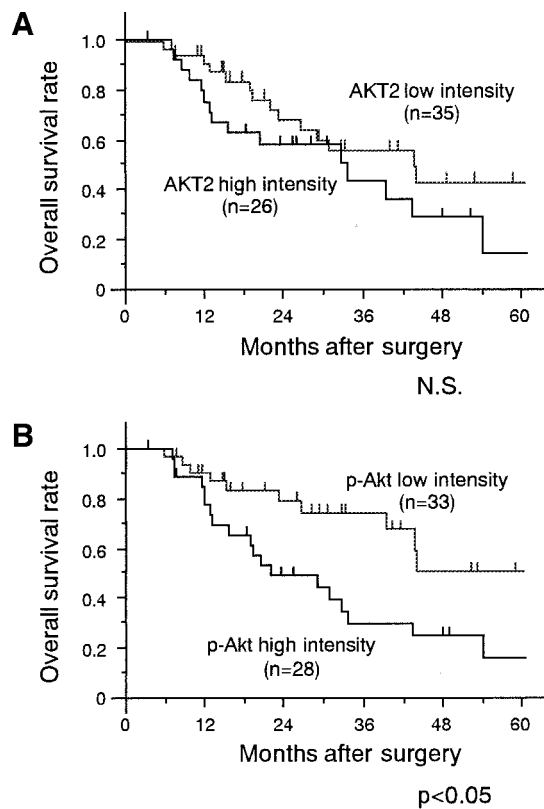 A
Overall survival rate
1.0
0.8
0.6
0.4
0.2
0
AKT2 low intensity
(n=35)
AKT2 high intensity
(n=26)
0 12 24 36 48 60
Months after surgery
N.S.
B
Overall survival rate
1.0
0.8
0.6
0.4
0.2
0
p-Akt low intensity
(n=33)
p-Akt high intensity
(n=28)
0 12 24 36 48 60
Months after surgery
p<0.05